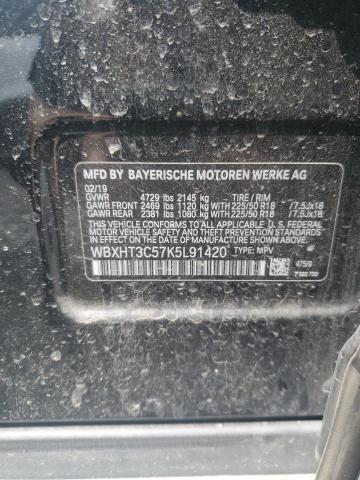 MFD BY BAYERISCHE MOTOREN WERKE AG
02/19
GVWR 4729 lbs 2145 kg TIRE / RIM
GAWR FRONT 2469 lbs 1120 kg 225/50 R18 /7.5Jx18
GAWR REAR 2381 lbs 1080 kg 225/50 R18 /7.5Jx18
THIS VEHICLE CONFORMS TO ALL APPLICABLE U.S. FEDERAL
MOTOR VEHICLE SAFETY AND THEFT PREVENTION STANDARDS
IN EFFECT ON THE DATE OF MANUFACTURE SHOWN ABOVE.
WBXHT3C57K5L91420 TYPE: MPV
475/9